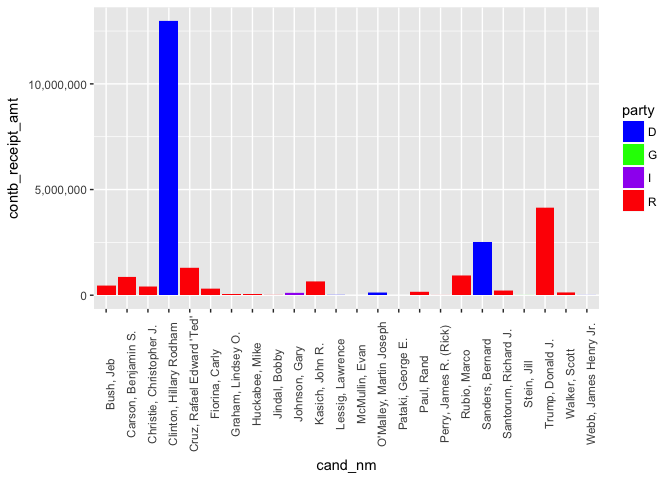 contb_receipt_amt
10,000,000
5,000,000
0
Bush, Jeb
Carson, Benjamin S.
Christie, Christopher J.
Clinton, Hillary Rodham
Cruz, Rafael Edward 'Ted'
Fiorina, Carly
Graham, Lindsey O.
Huckabee, Mike
Jindal, Bobby
Johnson, Gary
Kasich, John R.
Lessig, Lawrence
McMullin, Evan
O'Malley, Martin Joseph
Pataki, George E.
Paul, Rand
Perry, James R. (Rick)
Rubio, Marco
Sanders, Bernard
Santorum, Richard J.
Stein, Jill
Trump, Donald J.
Walker, Scott
Webb, James Henry Jr.
cand_nm
party
D
G
I
R